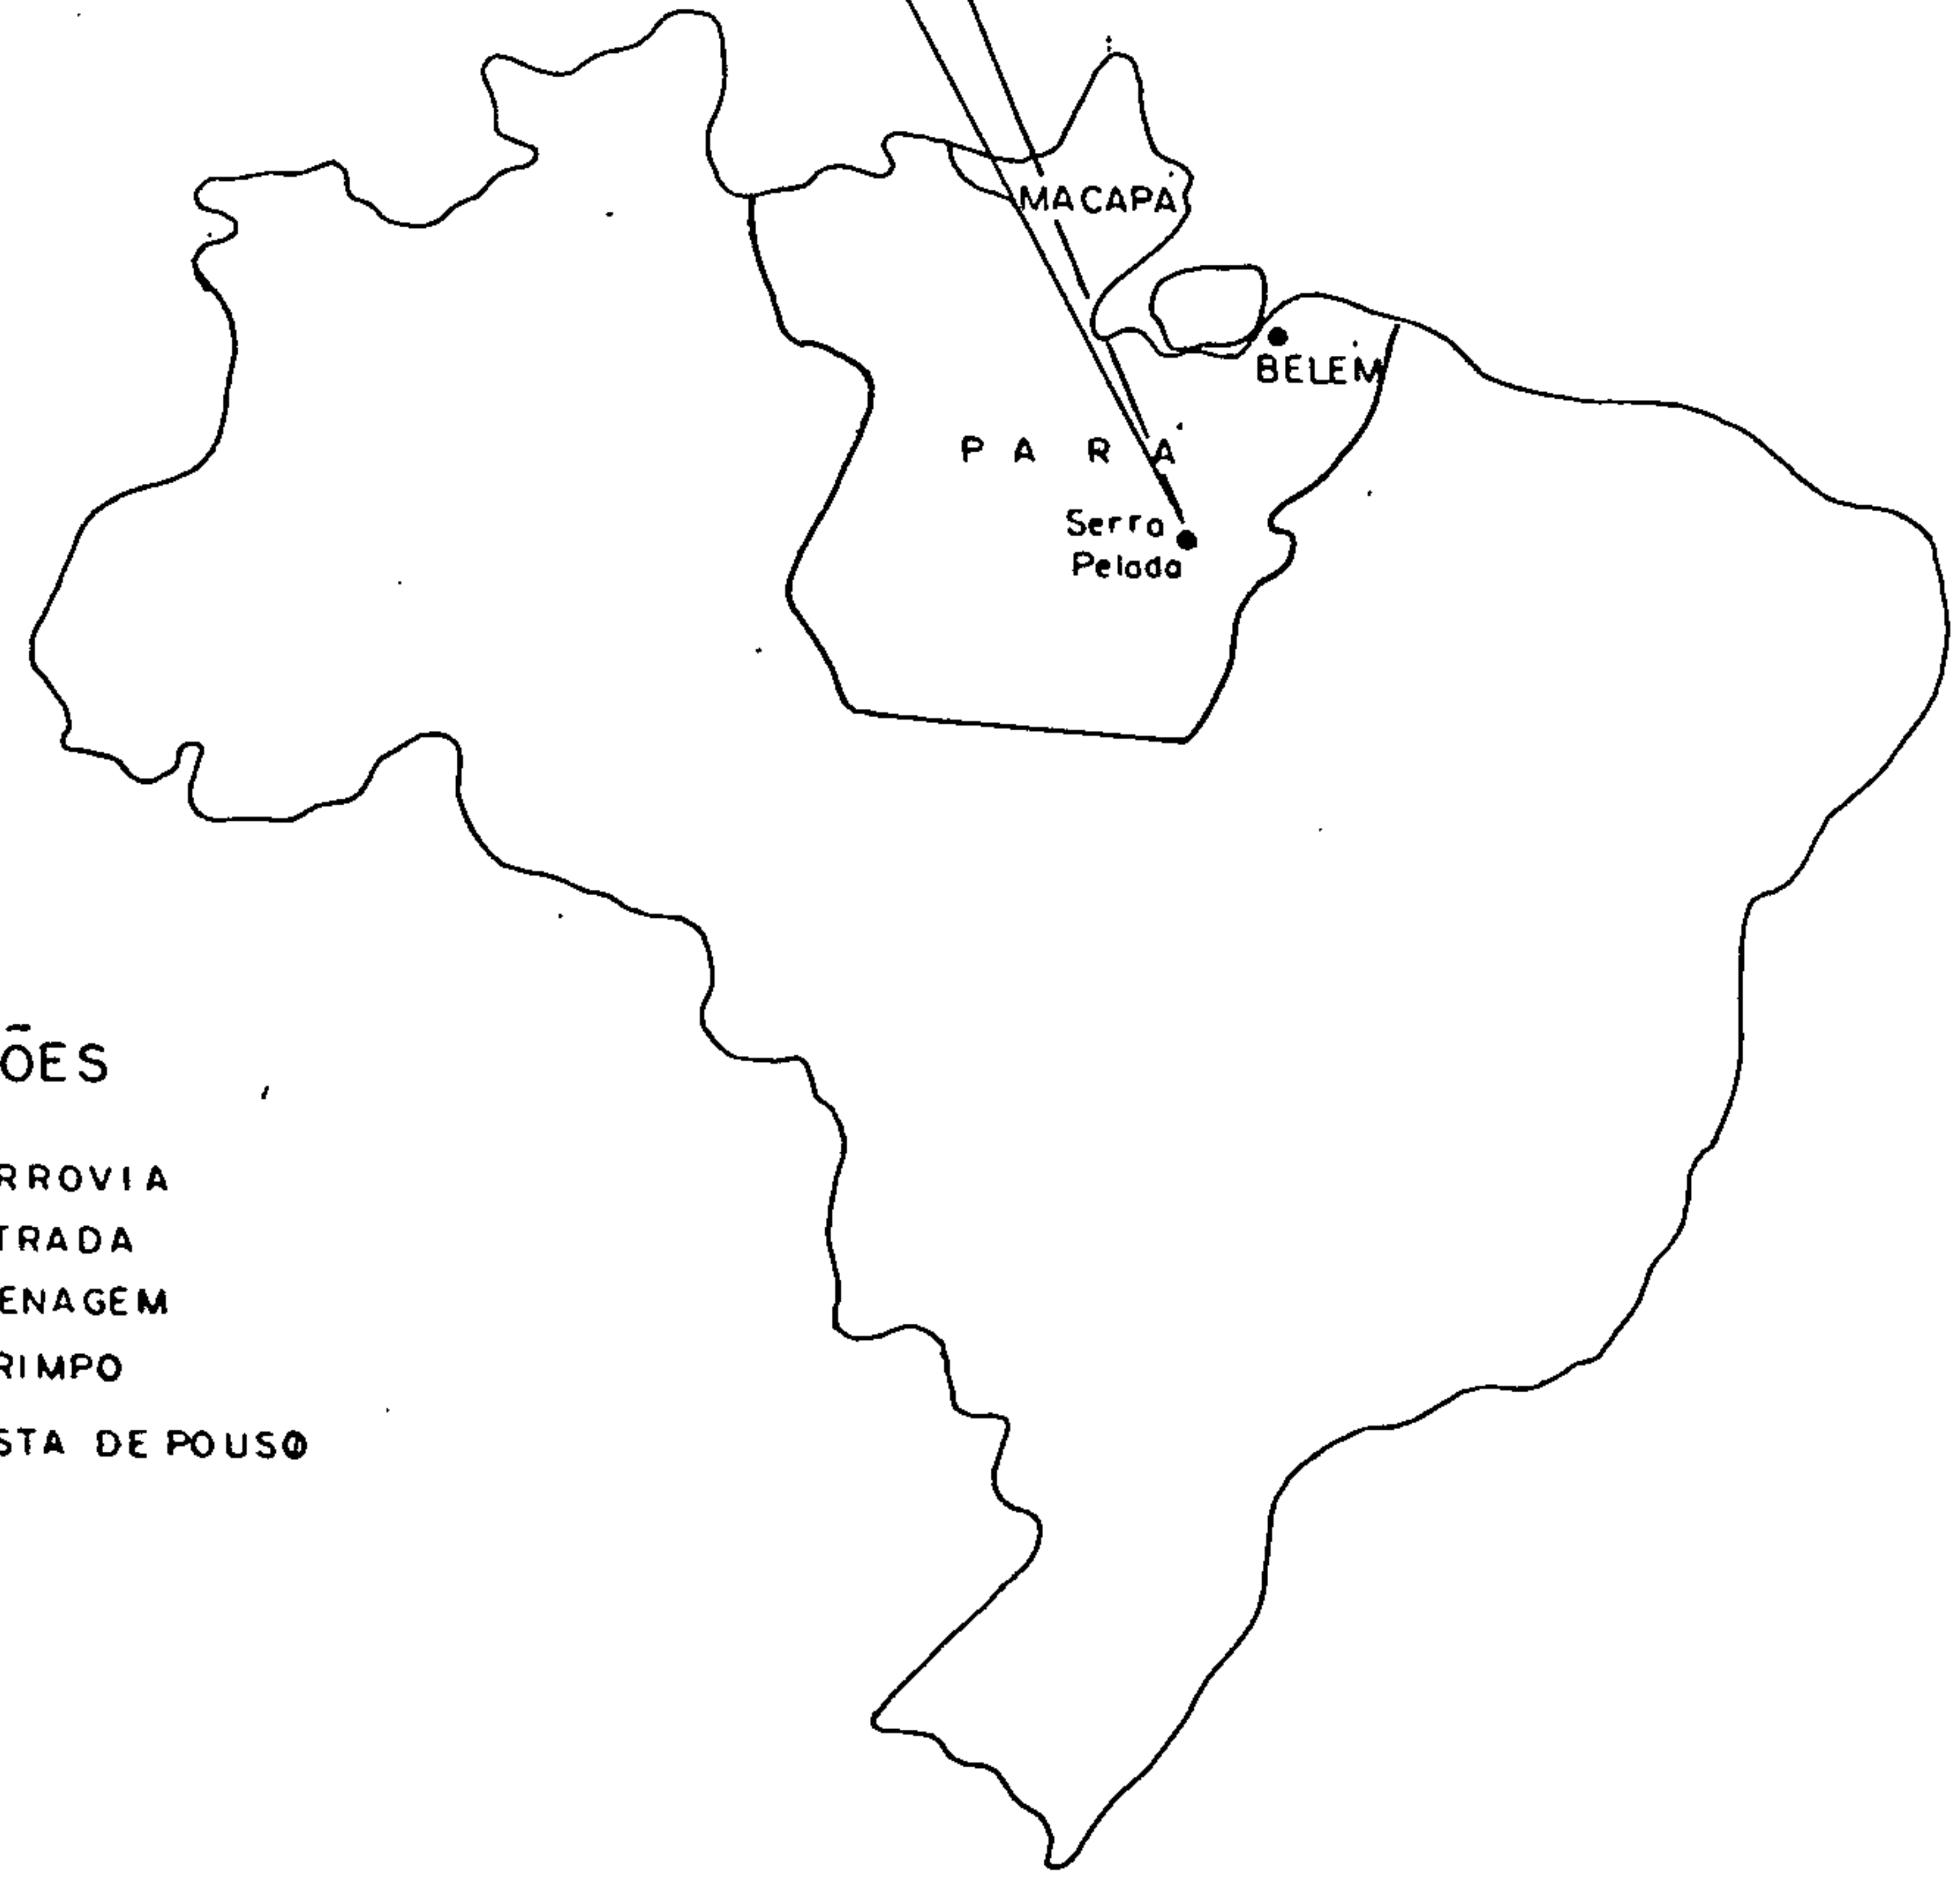 MACAPA
BELEM
P A R A
Serra
Pelada
ÕES
RROVIA
TRADA
ENAGEM
RIMPO
STA DE POUSO